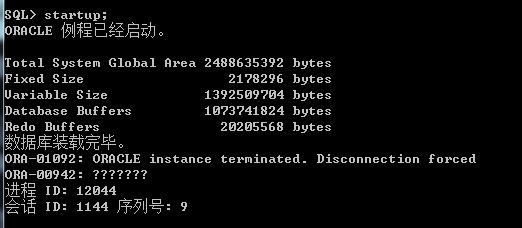 SQL> startup;
ORACLE 例程已经启动。
Total System Global Area 2488635392 bytes
Fixed Size 2178296 bytes
Variable Size 1392509704 bytes
Database Buffers 1073741824 bytes
Redo Buffers 20205568 bytes
数据库装载完毕。
ORA-01092: ORACLE instance terminated. Disconnection forced
ORA-00942: ???????
进程 ID: 12044
会话 ID: 1144 序列号: 9